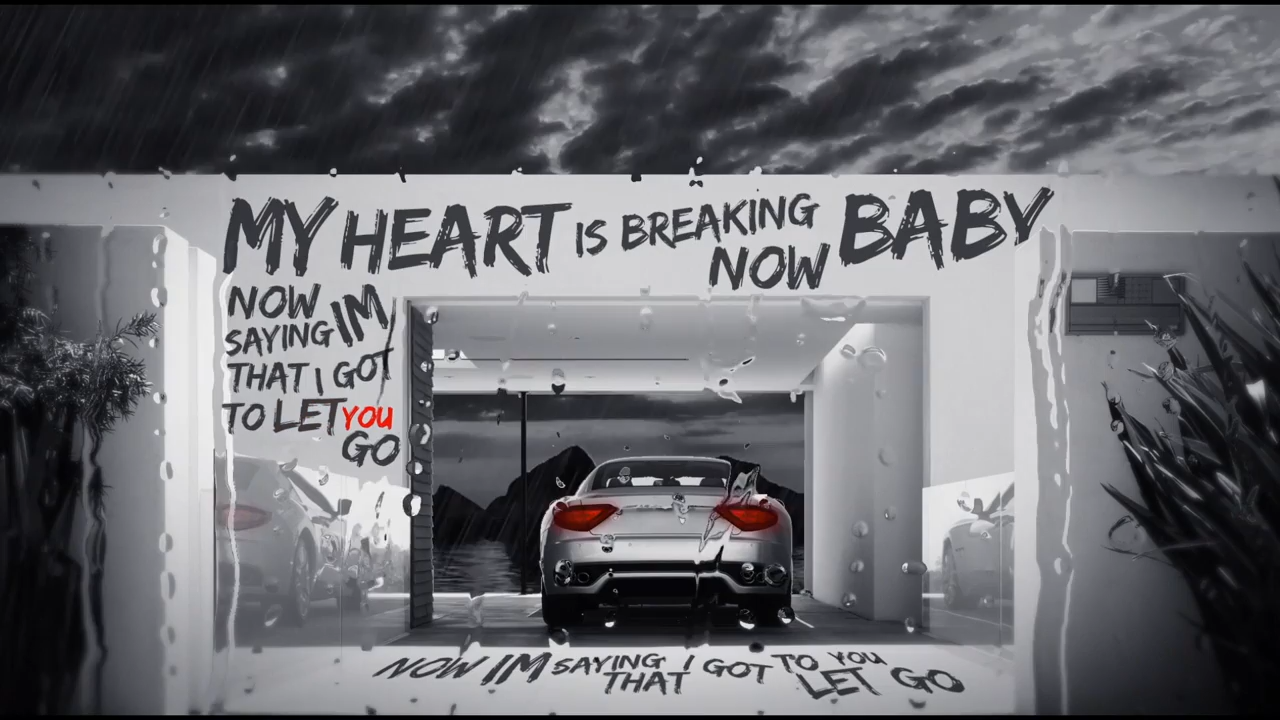 MY HEART IS BREAKING NOW BABY
NOW IM
SAYING
THAT I GOT
TO LET YOU
GO
NOW IM SAYING THAT I GOT TO LET YOU GO